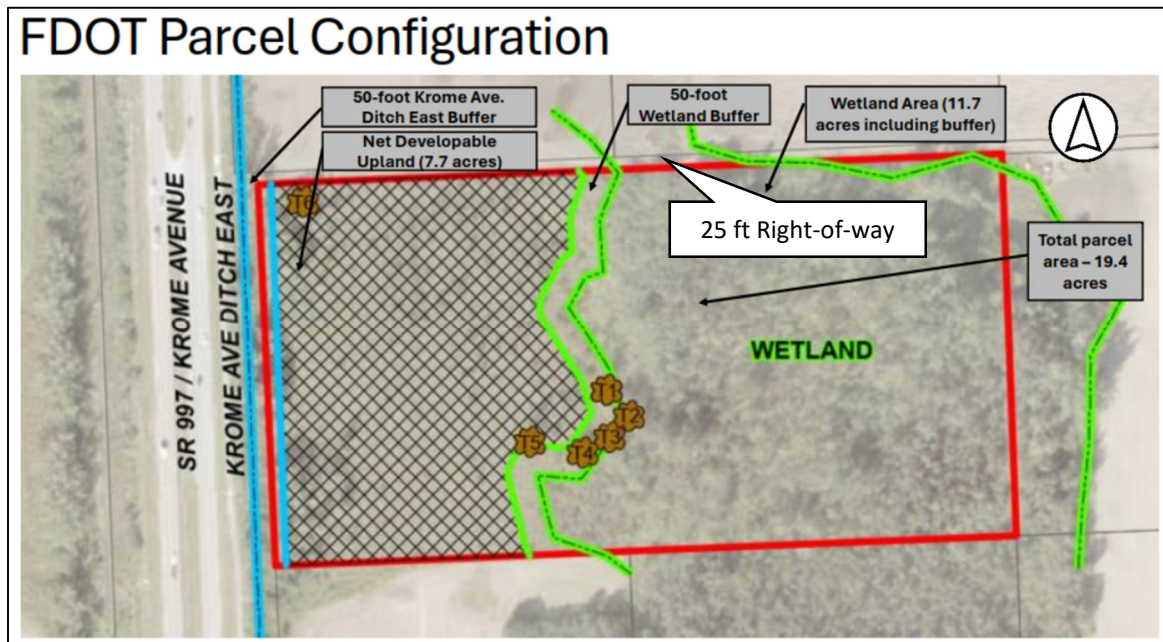 FDOT Parcel Configuration
50-foot Krome Ave.
Ditch East Buffer
Net Developable
Upland (7.7 acres)
50-foot
Wetland Buffer
Wetland Area (11.7
acres including buffer)
25 ft Right-of-way
Total parcel
area – 19.4
acres
SR 997 / KROME AVENUE
KROME AVE DITCH EAST
WETLAND
T6
T1
T2
T3
T4
T5